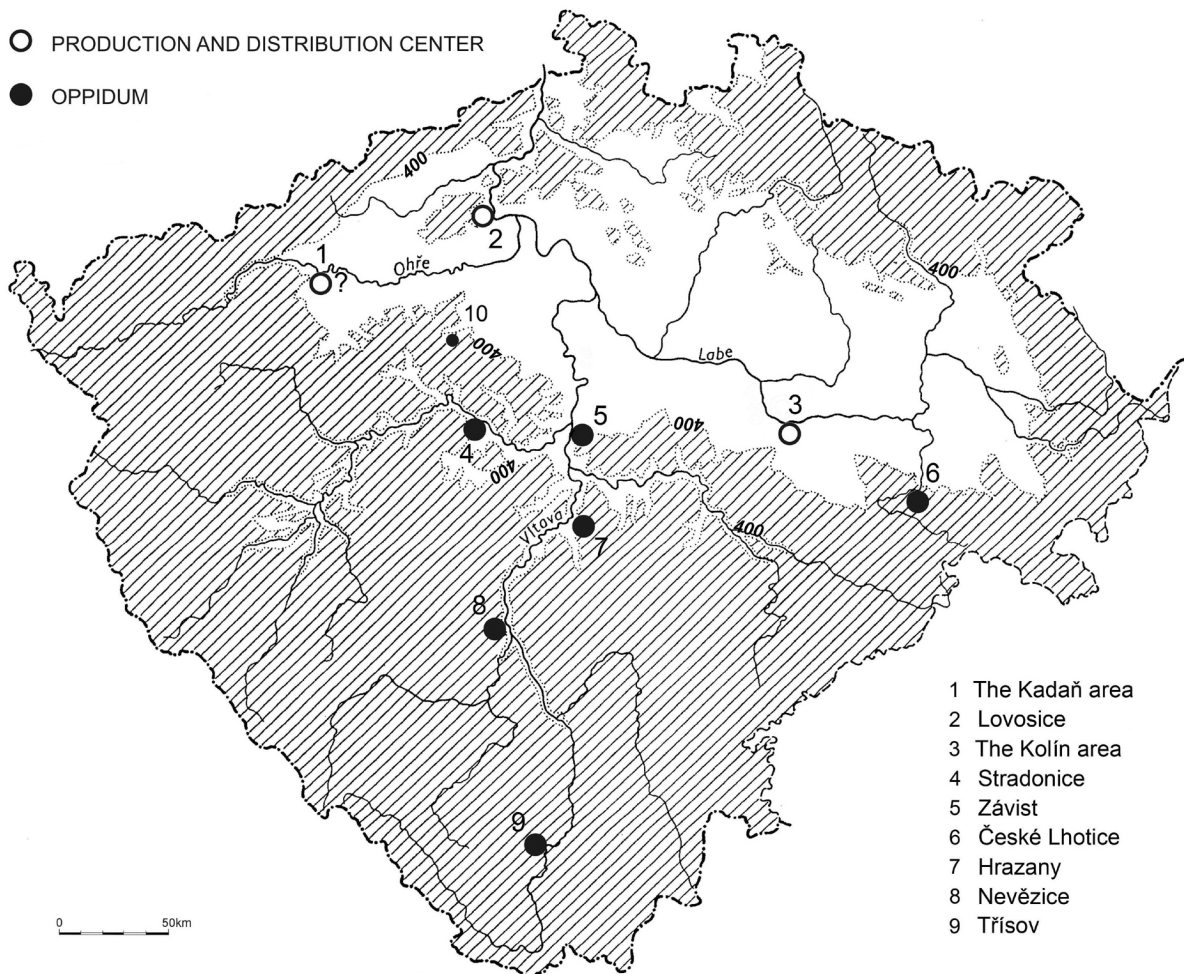 PRODUCTION AND DISTRIBUTION CENTER
OPPIDUM
400
2
1
?
Ohře
400
10
400
Labe
3
5
400
4
400
6
Vltava
7
400
8
9
0 50km
1 The Kadaň area
2 Lovosice
3 The Kolín area
4 Stradonice
5 Závist
6 České Lhotice
7 Hrazany
8 Nevězice
9 Třísov